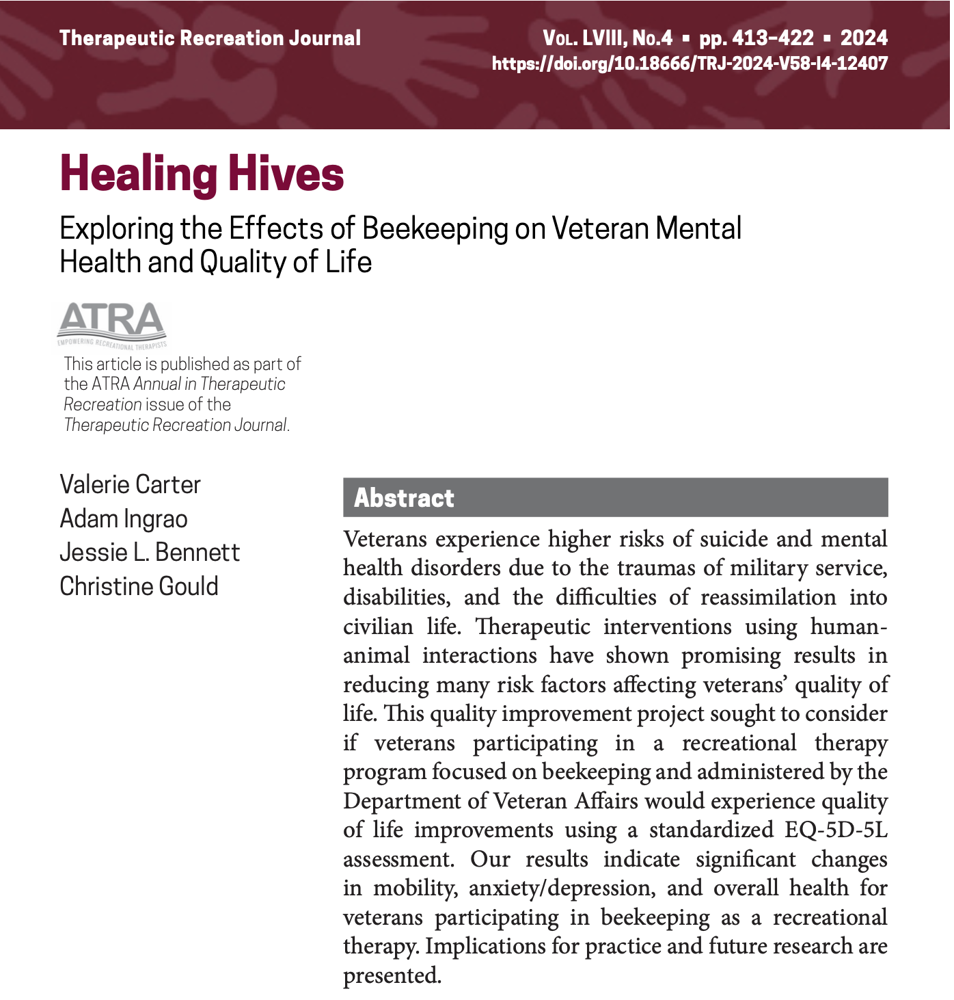 Therapeutic Recreation Journal
Vol. LVIII, No.4 ▪ pp. 413–422 ▪ 2024
https://doi.org/10.18666/TRJ-2024-V58-I4-12407
Healing Hives
Exploring the Effects of Beekeeping on Veteran Mental
Health and Quality of Life
ATRA
EMPOWERING RECREATIONAL THERAPISTS
This article is published as part of
the ATRA Annual in Therapeutic
Recreation issue of the
Therapeutic Recreation Journal.
Valerie Carter
Adam Ingrao
Jessie L. Bennett
Christine Gould
Abstract
Veterans experience higher risks of suicide and mental
health disorders due to the traumas of military service,
disabilities, and the difficulties of reassimilation into
civilian life. Therapeutic interventions using human-
animal interactions have shown promising results in
reducing many risk factors affecting veterans’ quality of
life. This quality improvement project sought to consider
if veterans participating in a recreational therapy
program focused on beekeeping and administered by the
Department of Veteran Affairs would experience quality
of life improvements using a standardized EQ-5D-5L
assessment. Our results indicate significant changes
in mobility, anxiety/depression, and overall health for
veterans participating in beekeeping as a recreational
therapy. Implications for practice and future research are
presented.